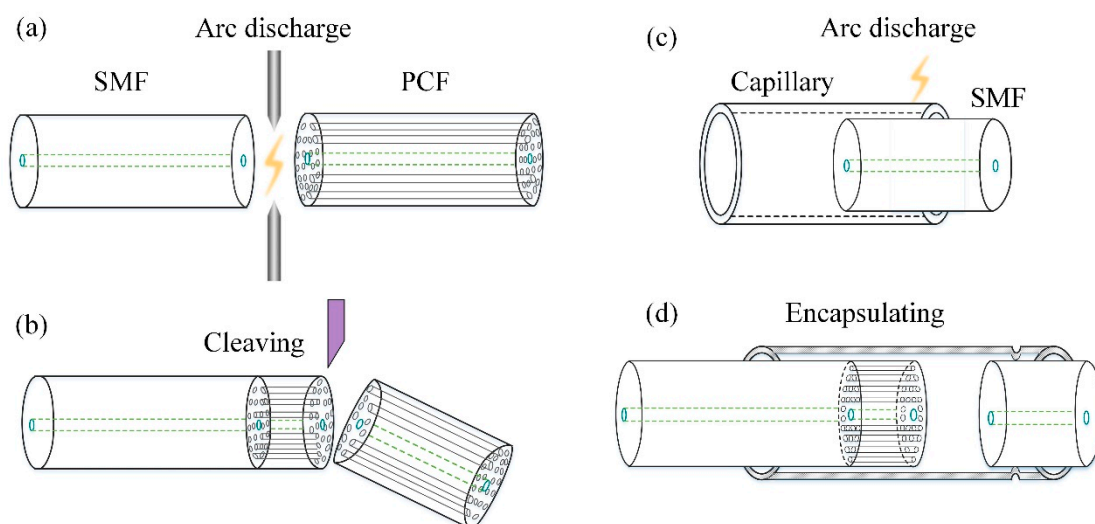 (a)
Arc discharge
SMF
PCF
(b)
Cleaving
(c)
Arc discharge
Capillary
SMF
(d)
Encapsulating